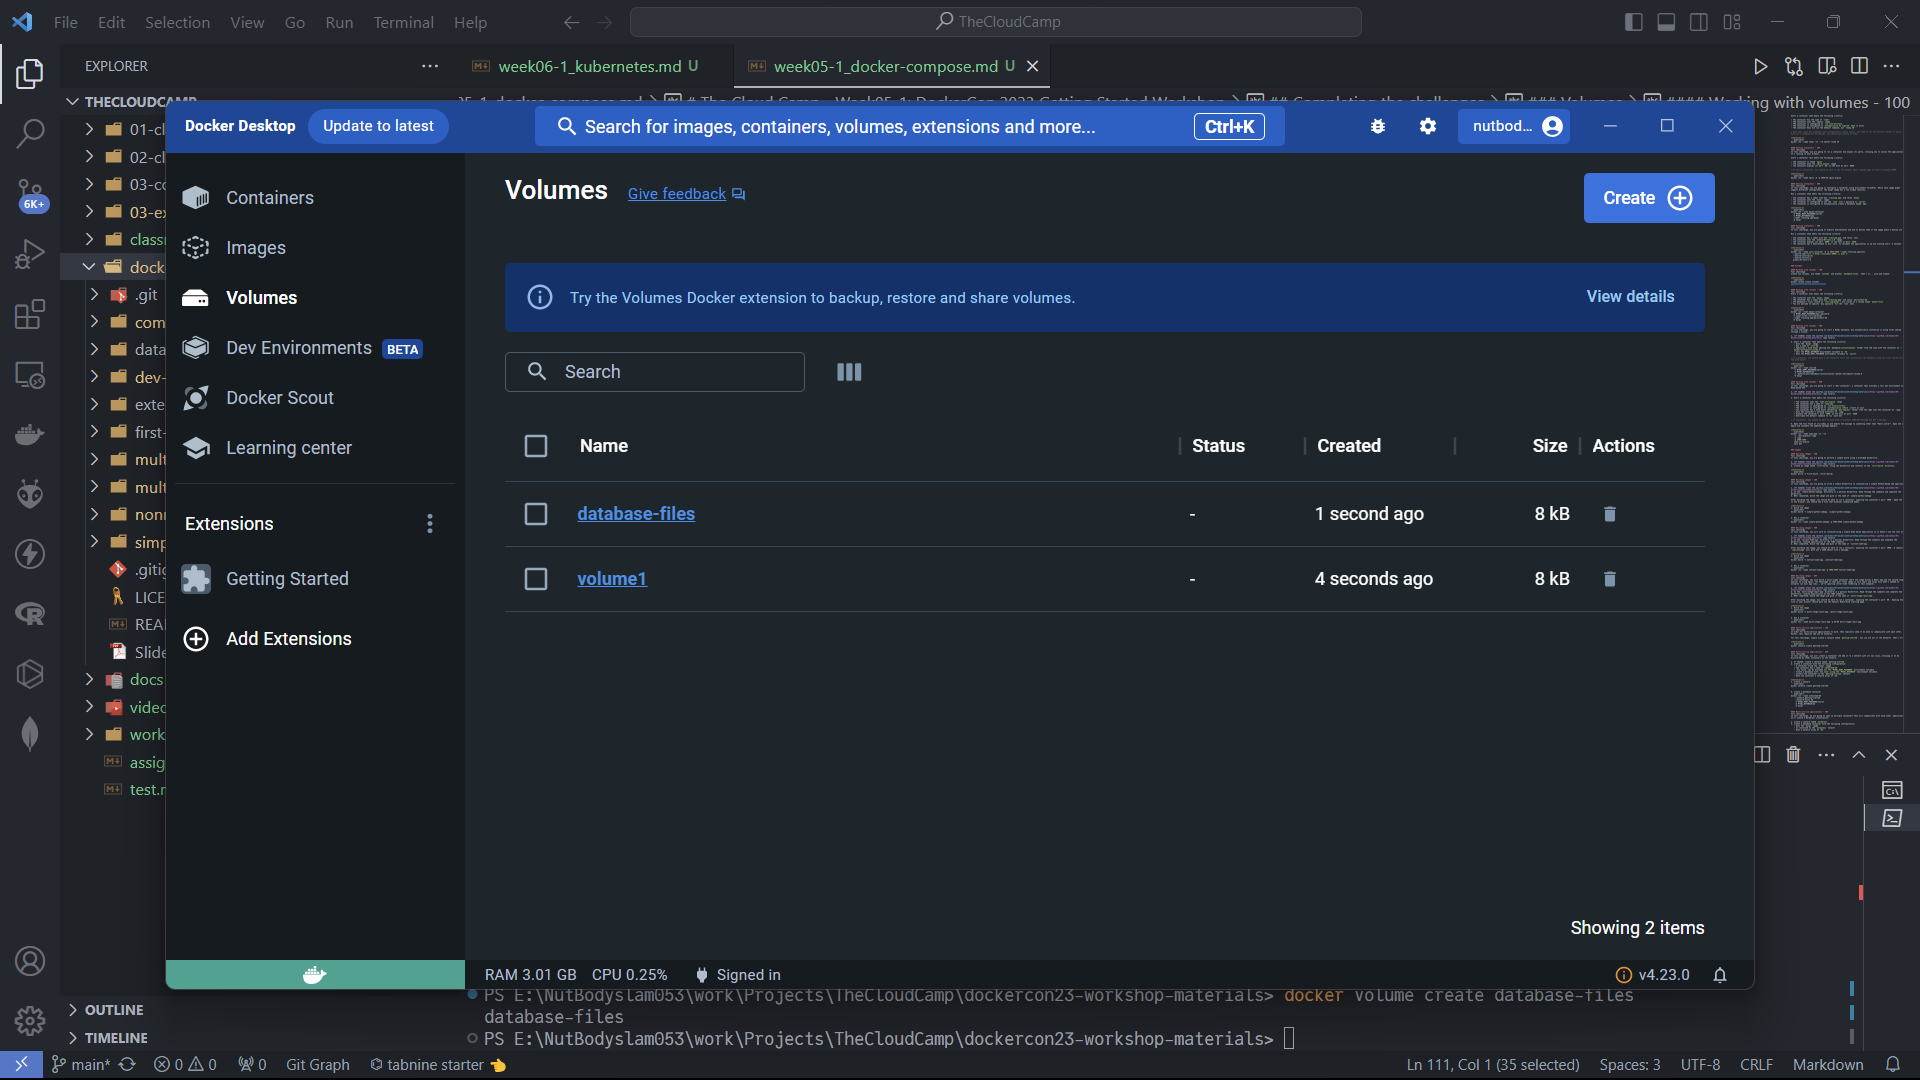 File Edit Selection View Go Run Terminal Help
TheCloudCamp
EXPLORER
week06-1_kubernetes.md U
week05-1_docker-compose.md U
THECLOUDCAMP
Working with volumes - 100
Docker Desktop
Update to latest
Search for images, containers, volumes, extensions and more...
Ctrl+K
nutbod...
01-cl
02-cl
03-co
03-ex
classr
dock
.git
com
data
dev-
exte
first-
mult
mult
nonr
simp
.gitig
LICE
REAI
Slide
docs
video
work
assig
test.r
6K+
Containers
Images
Volumes
Dev Environments BETA
Docker Scout
Learning center
Extensions
Getting Started
Add Extensions
Volumes
Give feedback
Create
Try the Volumes Docker extension to backup, restore and share volumes.
View details
Search
Name Status Created Size Actions
database-files - 1 second ago 8 kB
volume1 - 4 seconds ago 8 kB
Showing 2 items
RAM 3.01 GB CPU 0.25% Signed in
v4.23.0
PS E:\NutBodyslam053\work\Projects\TheCloudCamp\dockercon23-workshop-materials> docker volume create database-files
database-files
PS E:\NutBodyslam053\work\Projects\TheCloudCamp\dockercon23-workshop-materials>
OUTLINE
TIMELINE
main* 0 0 0 Git Graph tabnine starter
Ln 111, Col 1 (35 selected) Spaces: 3 UTF-8 CRLF Markdown